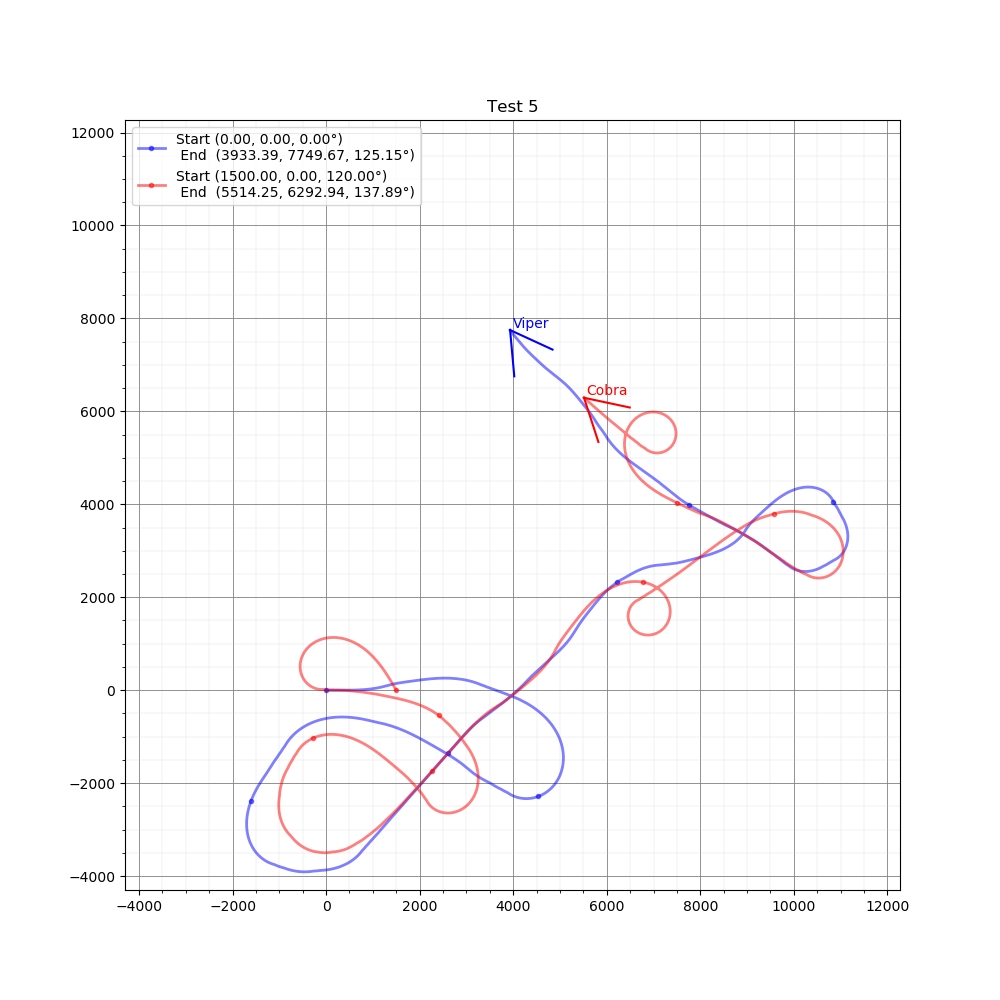 Test 5
Start (0.00, 0.00, 0.00°)
End (3933.39, 7749.67, 125.15°)
Start (1500.00, 0.00, 120.00°)
End (5514.25, 6292.94, 137.89°)
12000
10000
8000
6000
4000
2000
0
−2000
−4000
Viper
Cobra
−4000 −2000 0 2000 4000 6000 8000 10000 12000